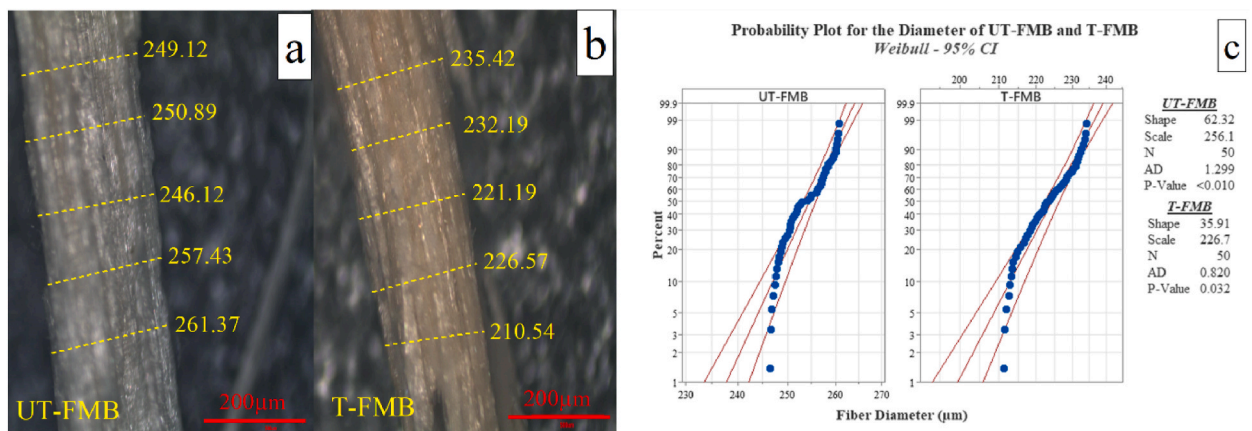 a
249.12
250.89
246.12
257.43
261.37
UT-FMB
200μm
b
235.42
232.19
221.19
226.57
210.54
T-FMB
200μm
c
Probability Plot for the Diameter of UT-FMB and T-FMB
Weibull - 95% CI
200 210 220 230 240
UT-FMB T-FMB
99.9 99.9
99 99
90 90
80 80
70 70
60 60
50 50
40 40
30 30
20 20
10 10
5 5
3 3
2 2
1 1
Percent
230 240 250 260 270
Fiber Diameter (μm)
UT-FMB
Shape 62.32
Scale 256.1
N 50
AD 1.299
P-Value <0.010
T-FMB
Shape 35.91
Scale 226.7
N 50
AD 0.820
P-Value 0.032